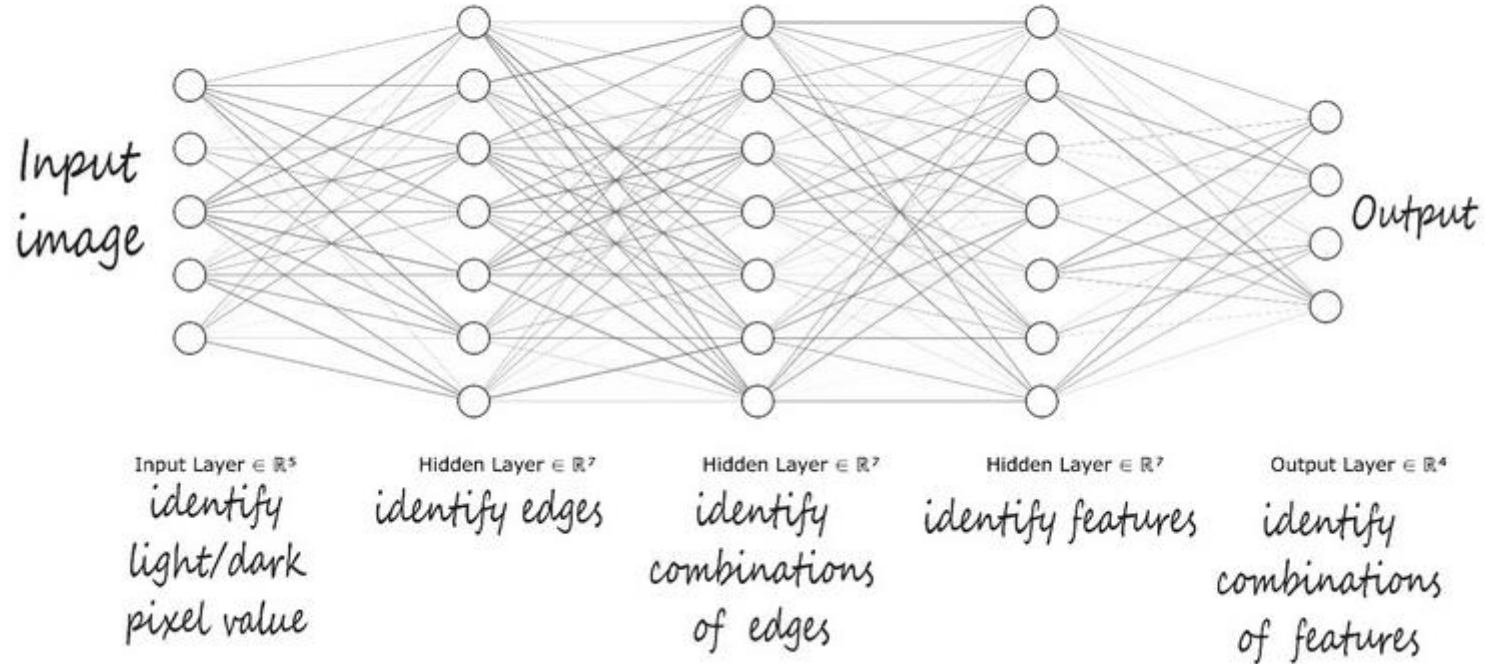 Input
image
Output
Input Layer ∈ ℝ⁵
identify
light/dark
pixel value
Hidden Layer ∈ ℝ⁷
identify edges
Hidden Layer ∈ ℝ⁷
identify
combinations
of edges
Hidden Layer ∈ ℝ⁷
identify features
Output Layer ∈ ℝ⁴
identify
combinations
of features